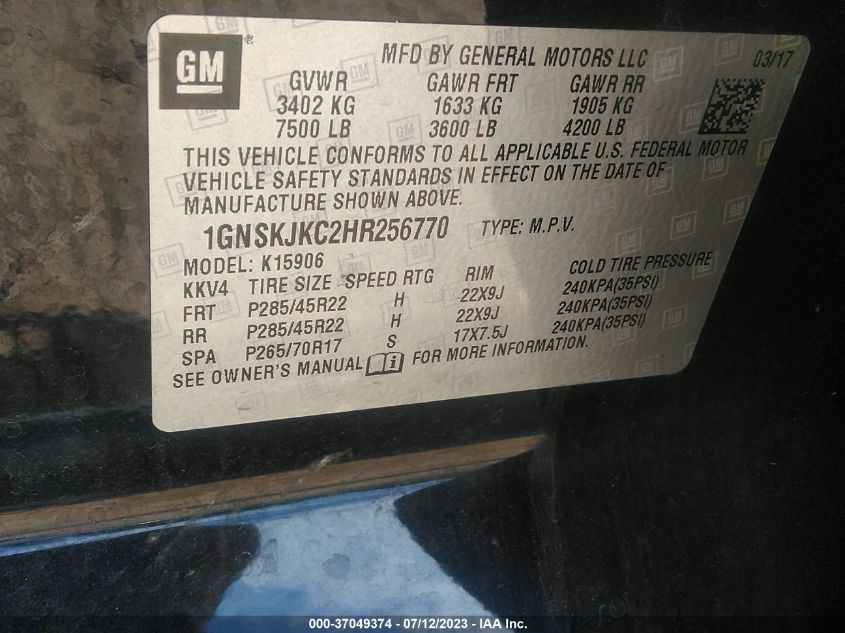 GM ®
MFD BY GENERAL MOTORS LLC 03/17
GVWR GAWR FRT GAWR RR
3402 KG 1633 KG 1905 KG
7500 LB 3600 LB 4200 LB
THIS VEHICLE CONFORMS TO ALL APPLICABLE U.S. FEDERAL MOTOR
VEHICLE SAFETY STANDARDS IN EFFECT ON THE DATE OF
MANUFACTURE SHOWN ABOVE.
1GNSKJKC2HR256770 TYPE: M.P.V.
MODEL: K15906
KKV4 TIRE SIZE SPEED RTG RIM COLD TIRE PRESSURE
FRT P285/45R22 H 22X9J 240KPA(35PSI)
RR P285/45R22 H 22X9J 240KPA(35PSI)
SPA P265/70R17 S 17X7.5J 240KPA(35PSI)
SEE OWNER'S MANUAL FOR MORE INFORMATION.
000-37049374 - 07/12/2023 - IAA Inc.